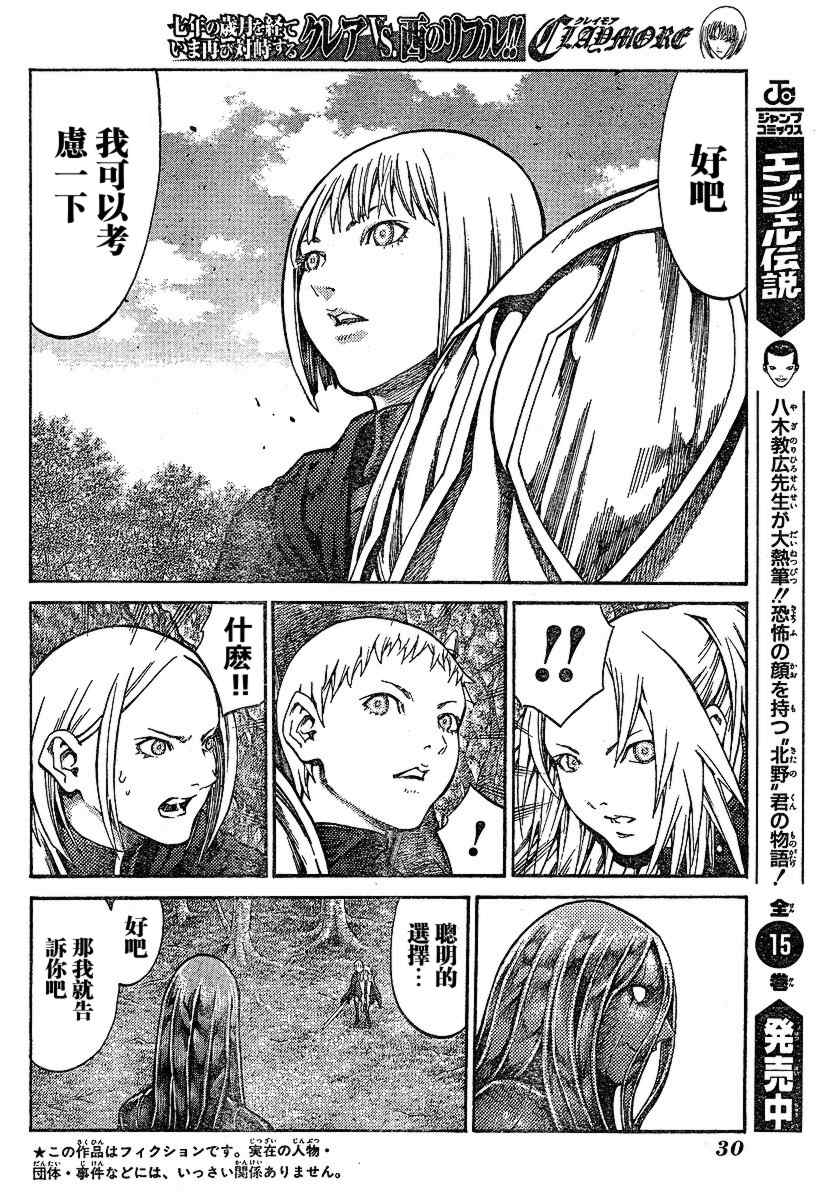 七年の歳月を経て
いま再び対峙する
クレアVS.西のリフル!!
クレイモア
CLAYMORE
好吧
我可以考
慮一下
!!
!
什麼!!
聰明的
選擇…
好吧
那我就告
訴你吧
ジャンプ
コミックス
エンジェル伝説
八木教広先生が大熱筆!!恐怖の顔を持つ"北野"君の物語!
全15巻
発売中
30
★この作品はフィクションです。実在の人物・
団体・事件などには、いっさい関係ありません。